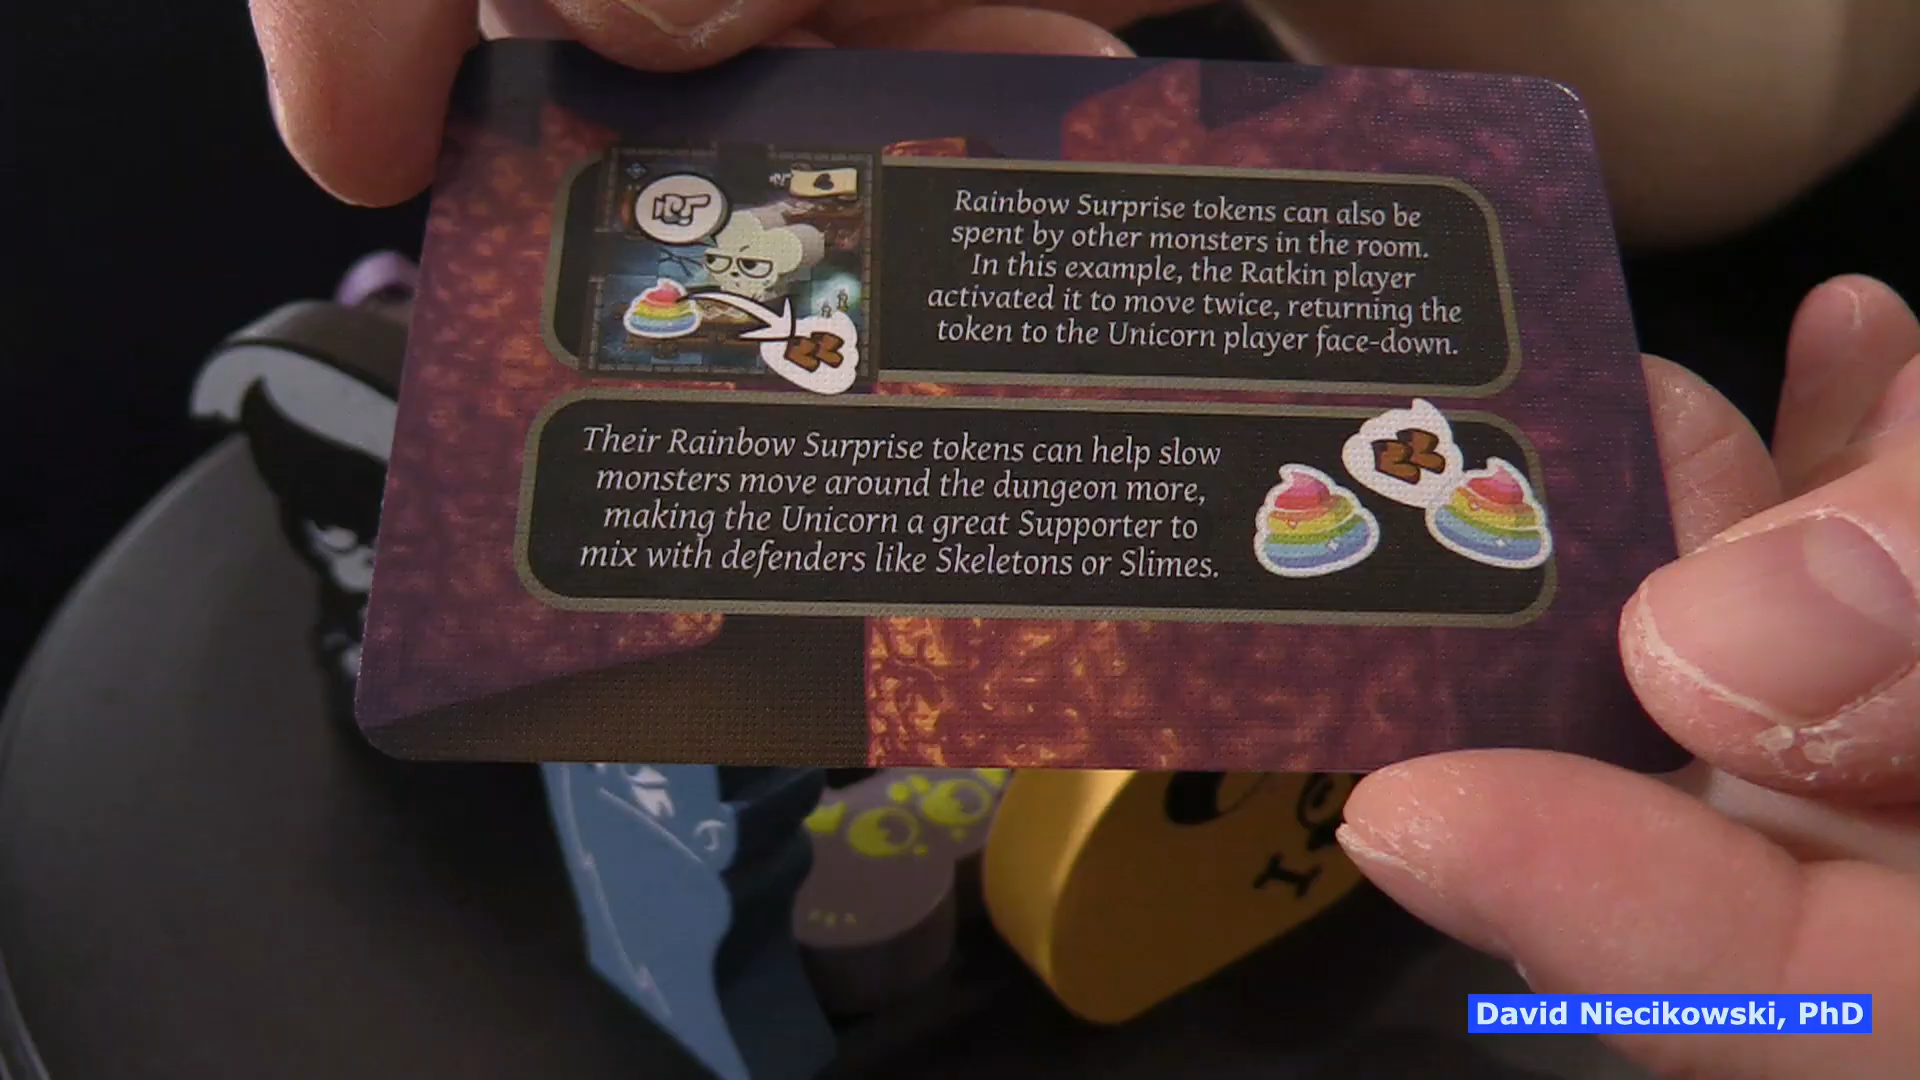 Rainbow Surprise tokens can also be
spent by other monsters in the room.
In this example, the Ratkin player
activated it to move twice, returning the
token to the Unicorn player face-down.
Their Rainbow Surprise tokens can help slow
monsters move around the dungeon more,
making the Unicorn a great Supporter to
mix with defenders like Skeletons or Slimes.
David Niecikowski, PhD